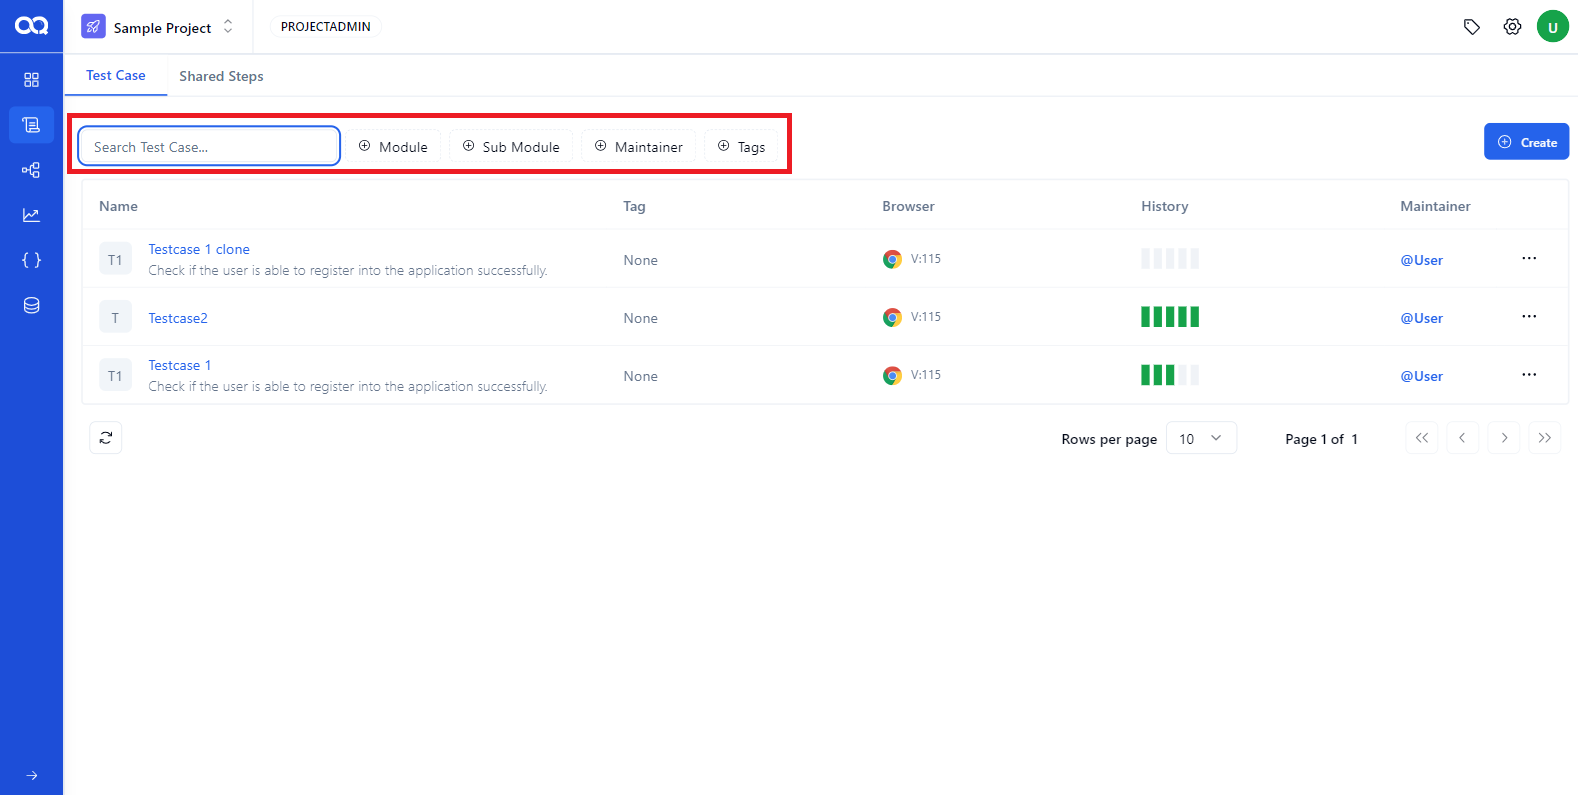 Sample Project
PROJECTADMIN
U
Test Case
Shared Steps
Search Test Case...
Module
Sub Module
Maintainer
Tags
Create
Name
Tag
Browser
History
Maintainer
T1
Testcase 1 clone
Check if the user is able to register into the application successfully.
None
V:115
@User
T
Testcase2
None
V:115
@User
T1
Testcase 1
Check if the user is able to register into the application successfully.
None
V:115
@User
Rows per page
10
Page 1 of 1